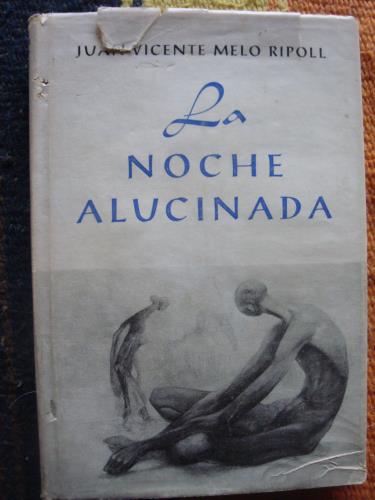 JUAN VICENTE MELO RIPOLL
La
NOCHE
ALUCINADA